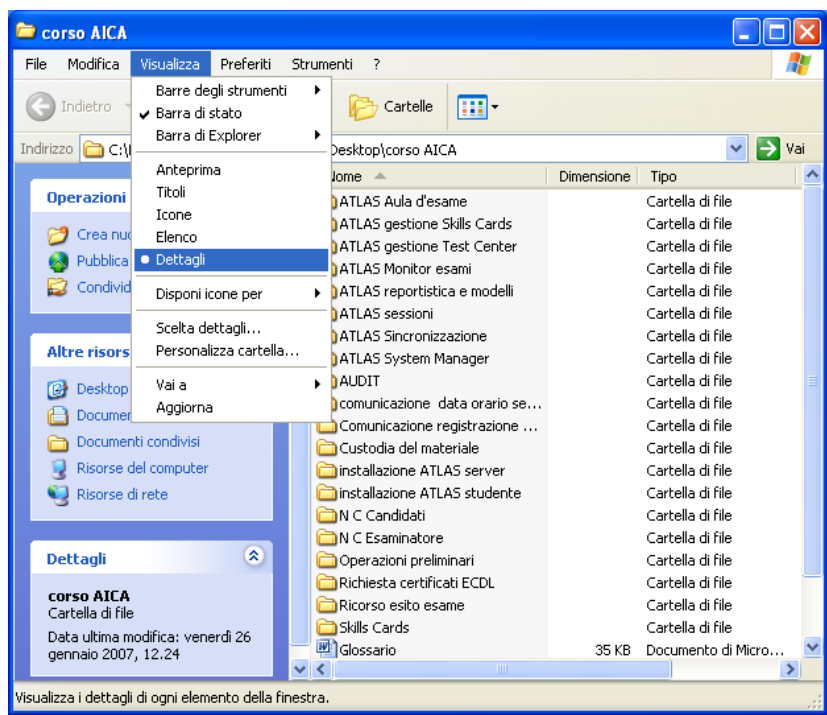 corso AICA
File Modifica Visualizza Preferiti Strumenti ?
Indietro
Cartelle
Indirizzo C:\ Desktop\corso AICA Vai
Barre degli strumenti
Barra di stato
Barra di Explorer
Anteprima
Titoli
Icone
Elenco
Dettagli
Disponi icone per
Scelta dettagli...
Personalizza cartella...
Vai a
Aggiorna
Operazioni
Crea
Pubblica
Altre
Desktop
Documenti condivisi
Risorse del computer
Risorse di rete
Dettagli
corso AICA
Cartella di file
Data ultima modifica: venerdì 26
gennaio 2007, 12.24
Dimensione Tipo
ATLAS Aula d'esame Cartella di file
ATLAS gestione Skills Cards Cartella di file
ATLAS gestione Test Center Cartella di file
ATLAS Monitor esami Cartella di file
ATLAS reportistica e modelli Cartella di file
ATLAS sessioni Cartella di file
ATLAS Sincronizzazione Cartella di file
ATLAS System Manager Cartella di file
AUDIT Cartella di file
comunicazione data orario se... Cartella di file
Comunicazione registrazione ... Cartella di file
Custodia del materiale Cartella di file
installazione ATLAS server Cartella di file
installazione ATLAS studente Cartella di file
N C Candidati Cartella di file
N C Esaminatore Cartella di file
Operazioni preliminari Cartella di file
Richiesta certificati ECDL Cartella di file
Ricorso esito esame Cartella di file
Skills Cards Cartella di file
Glossario 35 KB Documento di Micro...
Visualizza i dettagli di ogni elemento della finestra.